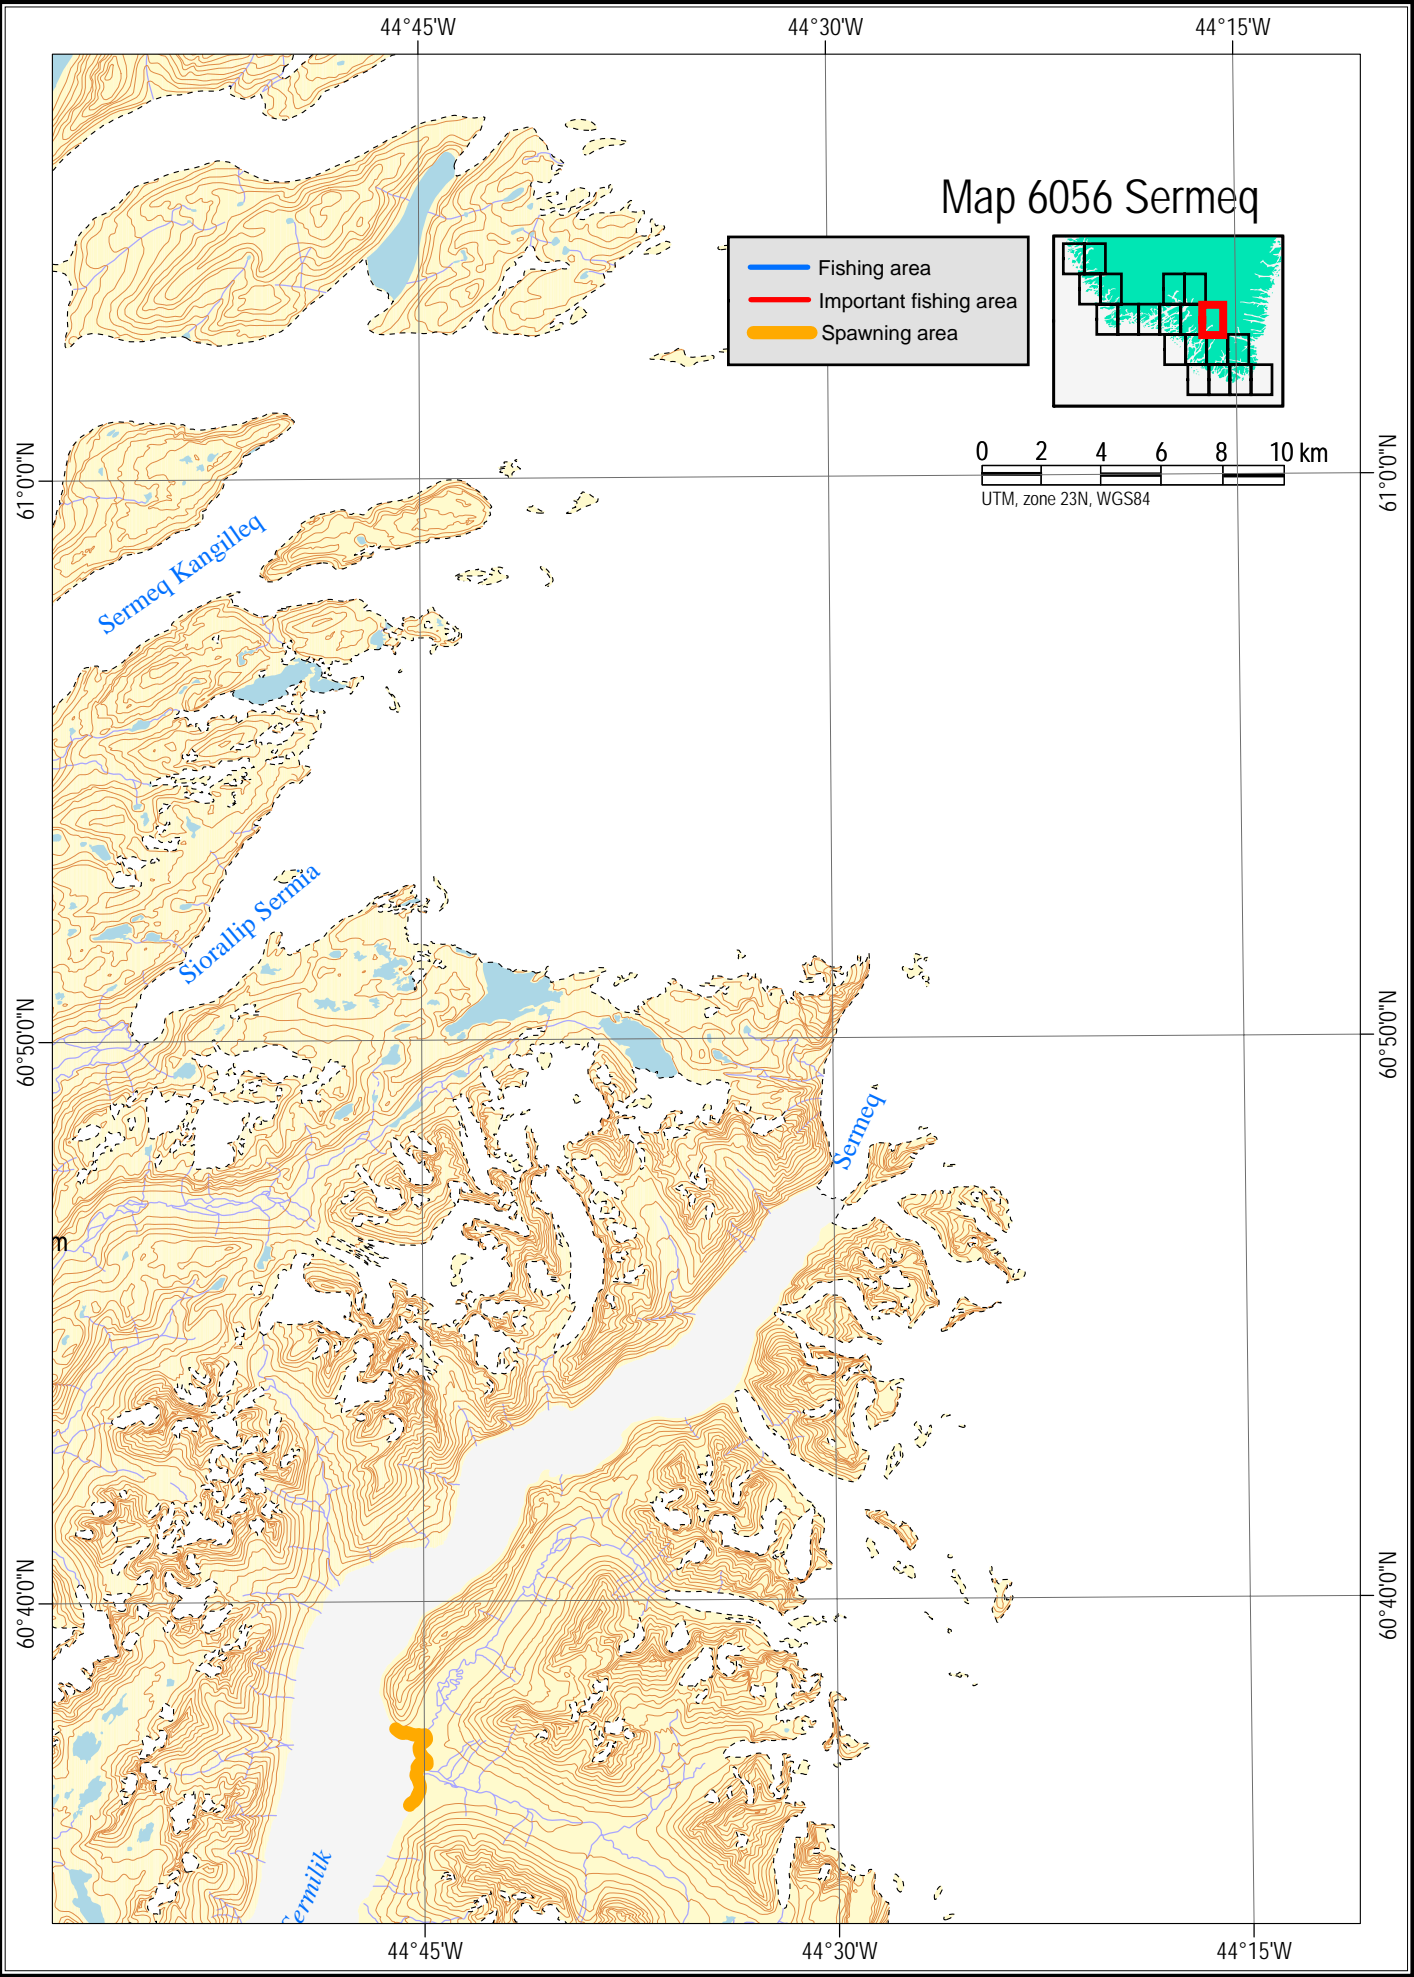 44°45'W 44°30'W 44°15'W
Map 6056 Sermeq
Fishing area
Important fishing area
Spawning area
0 2 4 6 8 10 km
UTM, zone 23N, WGS84
61°0'0"N 61°0'0"N
Sermeq Kangilleq
Siorallip Sermia
60°50'0"N 60°50'0"N
Sermeq
m
60°40'0"N 60°40'0"N
Sermilik
44°45'W 44°30'W 44°15'W